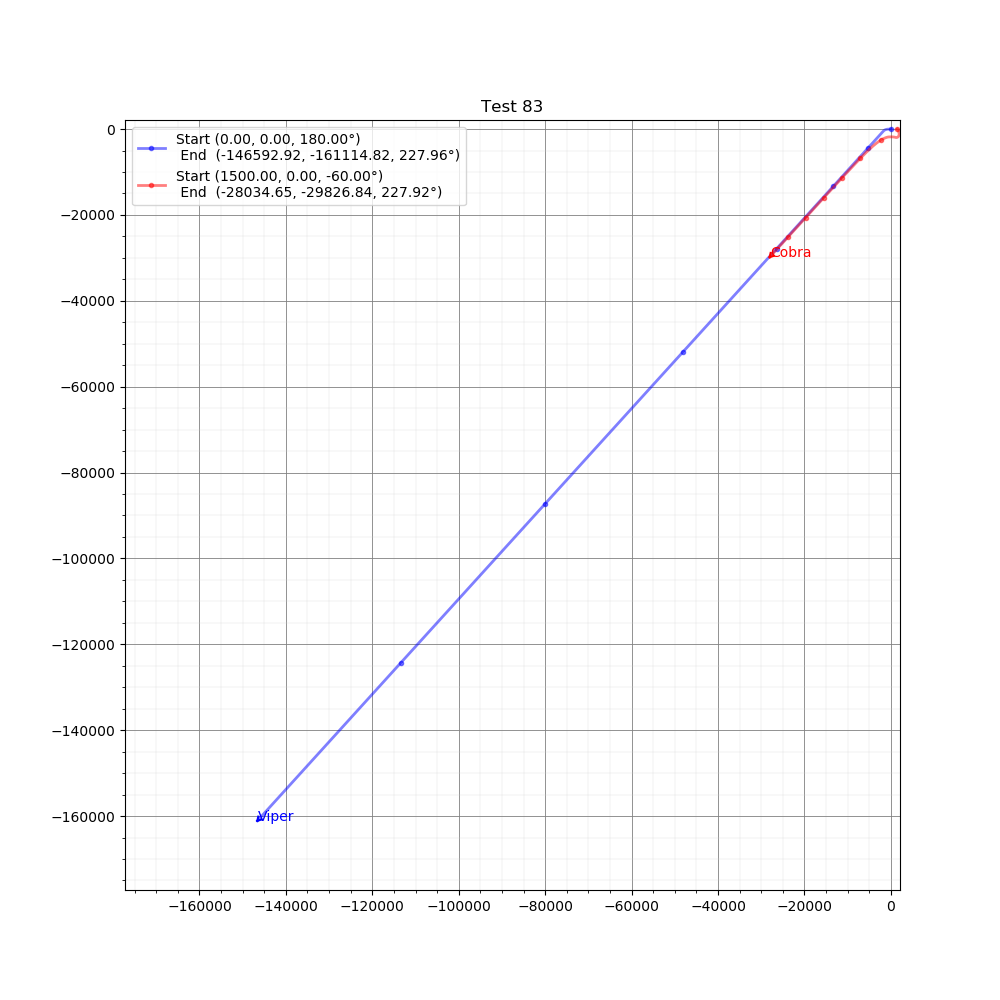 Test 83
Start (0.00, 0.00, 180.00°)
End  (-146592.92, -161114.82, 227.96°)
Start (1500.00, 0.00, -60.00°)
End  (-28034.65, -29826.84, 227.92°)
0
−20000
−40000
−60000
−80000
−100000
−120000
−140000
−160000
Cobra
Viper
−160000 −140000 −120000 −100000 −80000 −60000 −40000 −20000 0